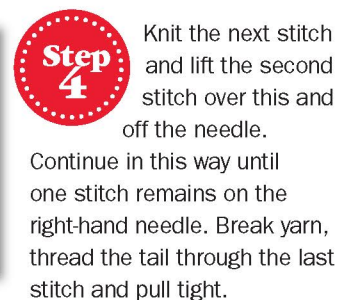 Step
4
Knit the next stitch
and lift the second
stitch over this and
off the needle.
Continue in this way until
one stitch remains on the
right-hand needle. Break yarn,
thread the tail through the last
stitch and pull tight.